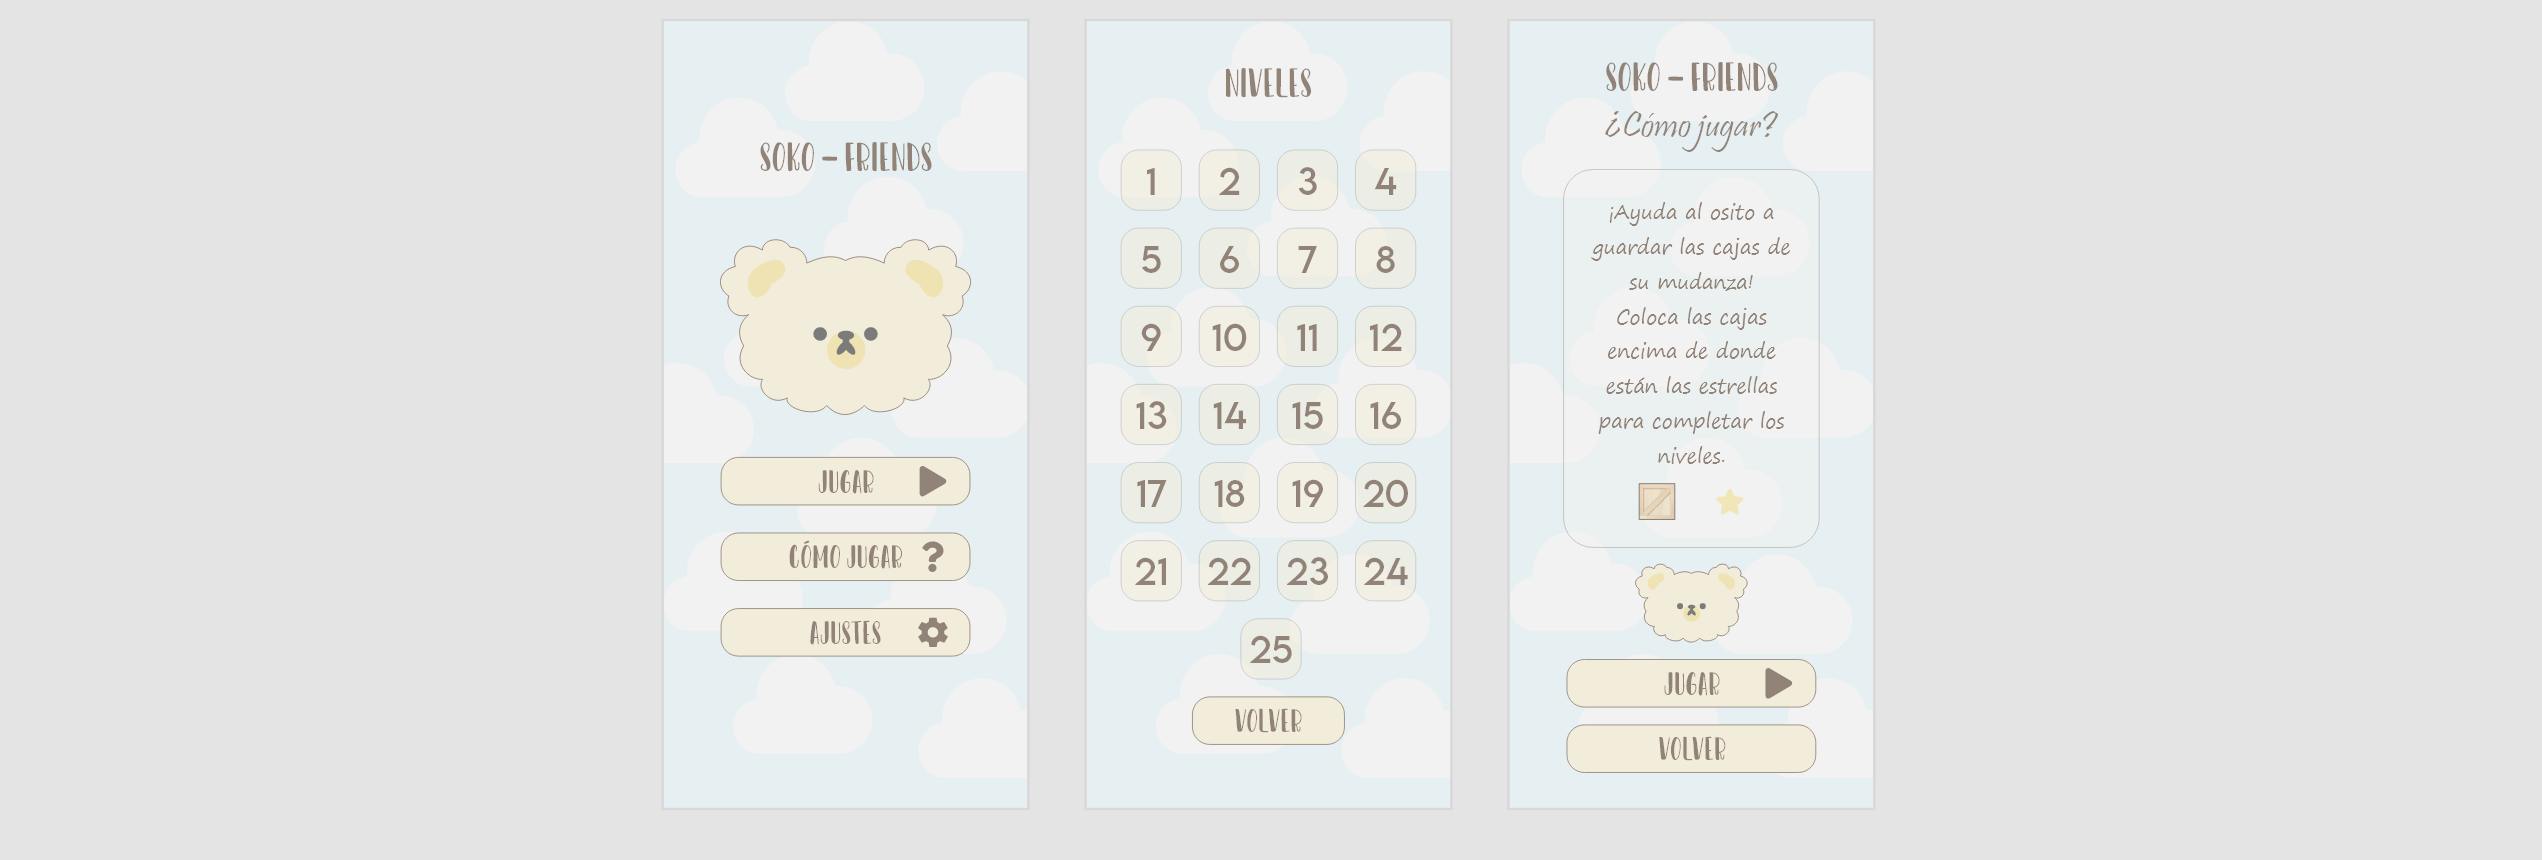 SOKO - FRIENDS
JUGAR
CÓMO JUGAR ?
AJUSTES
NIVELES
1 2 3 4
5 6 7 8
9 10 11 12
13 14 15 16
17 18 19 20
21 22 23 24
25
VOLVER
SOKO - FRIENDS
¿Cómo jugar?
¡Ayuda al osito a
guardar las cajas de
su mudanza!
Coloca las cajas
encima de donde
están las estrellas
para completar los
niveles.
JUGAR
VOLVER